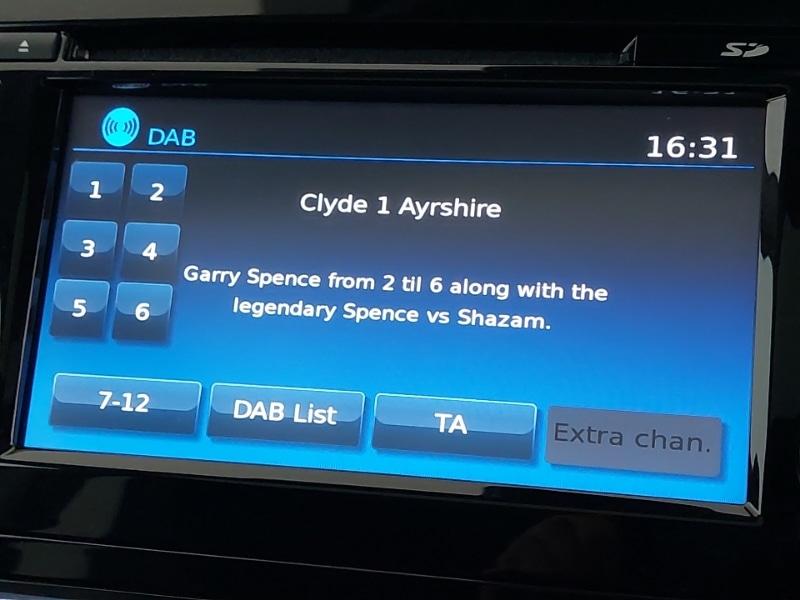 SD
DAB
16:31
1 2
Clyde 1 Ayrshire
3 4
Garry Spence from 2 til 6 along with the
legendary Spence vs Shazam.
5 6
7-12 DAB List TA Extra chan.